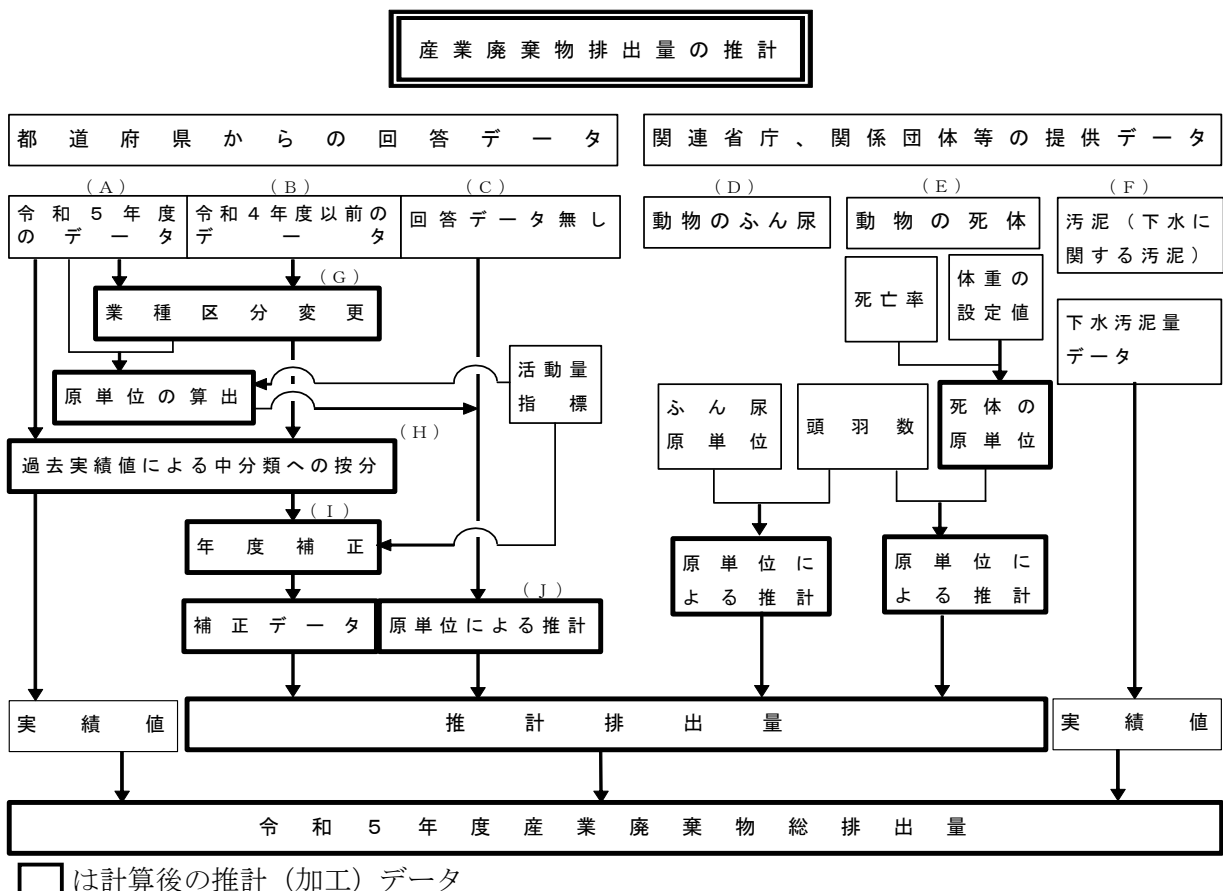 産業廃棄物排出量の推計
都道府県からの回答データ
関連省庁、関係団体等の提供データ
(A)
(B)
(C)
(D)
(E)
(F)
令和5年度
のデータ
令和4年度以前の
データ
回答データ無し
動物のふん尿
動物の死体
汚泥(下水に
関する汚泥)
(G)
業種区分変更
死亡率
体重の
設定値
下水汚泥量
データ
原単位の算出
活動量
指標
ふん尿
原単位
頭羽数
死体の
原単位
(H)
過去実績値による中分類への按分
(I)
年度補正
原単位に
よる推計
原単位に
よる推計
(J)
補正データ
原単位による推計
実績値
推計排出量
実績値
令和5年度産業廃棄物総排出量
は計算後の推計(加工)データ